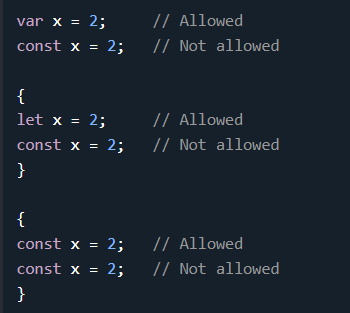 var x = 2;     // Allowed
const x = 2;   // Not allowed
{
let x = 2;     // Allowed
const x = 2;   // Not allowed
}
{
const x = 2;   // Allowed
const x = 2;   // Not allowed
}